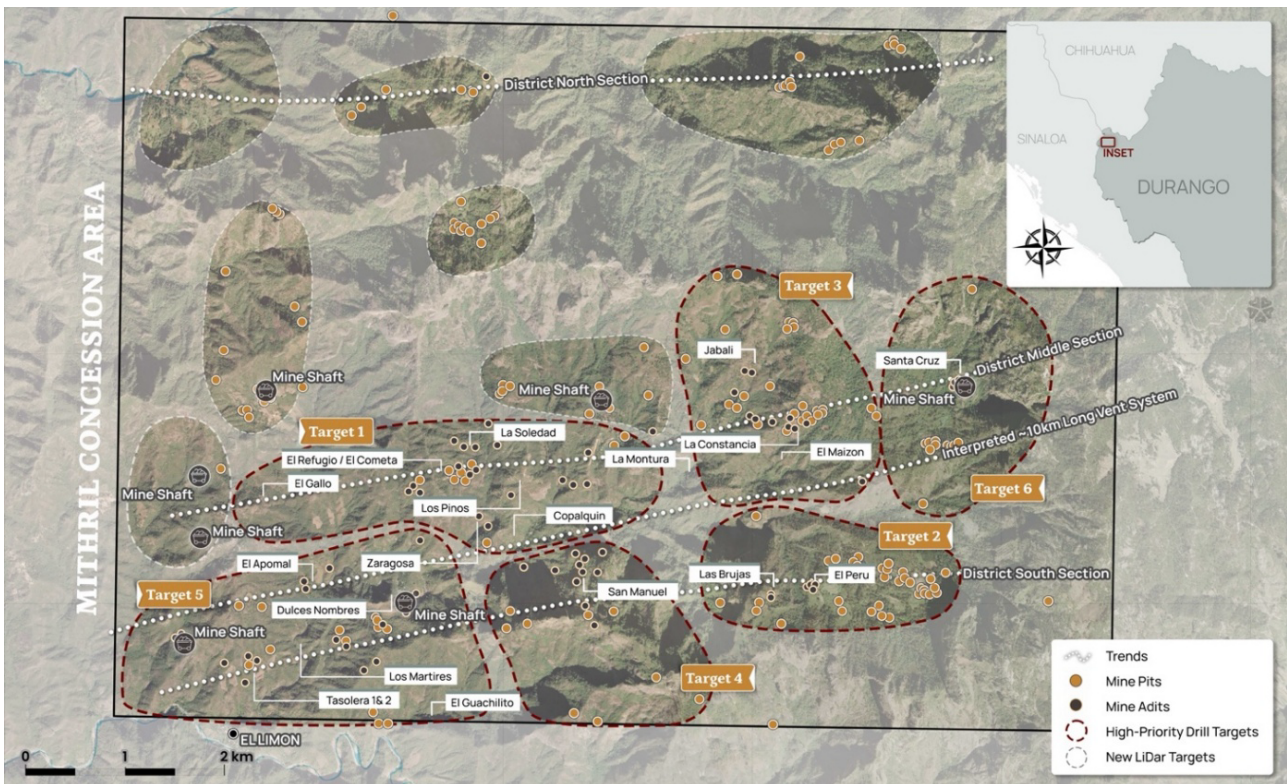 District North Section
CHIHUAHUA
SINALOA
INSET
DURANGO
MITHRIL CONCESSION AREA
Target 3
Jabali
Santa Cruz
District Middle Section
Mine Shaft
Mine Shaft
Mine Shaft
Interpreted ~10km Long Vent System
Target 1
La Soledad
La Constancia
El Refugio / El Cometa
La Montura
El Maizon
El Gallo
Mine Shaft
Target 6
Los Pinos
Copalquin
Mine Shaft
Target 2
El Apomal
Zaragosa
Las Brujas
El Peru
District South Section
Target 5
San Manuel
Dulces Nombres
Mine Shaft
Mine Shaft
Los Martires
Target 4
Tasolera 1& 2
El Guachilito
EL LIMON
0
1
2 km
Trends
Mine Pits
Mine Adits
High-Priority Drill Targets
New LiDar Targets